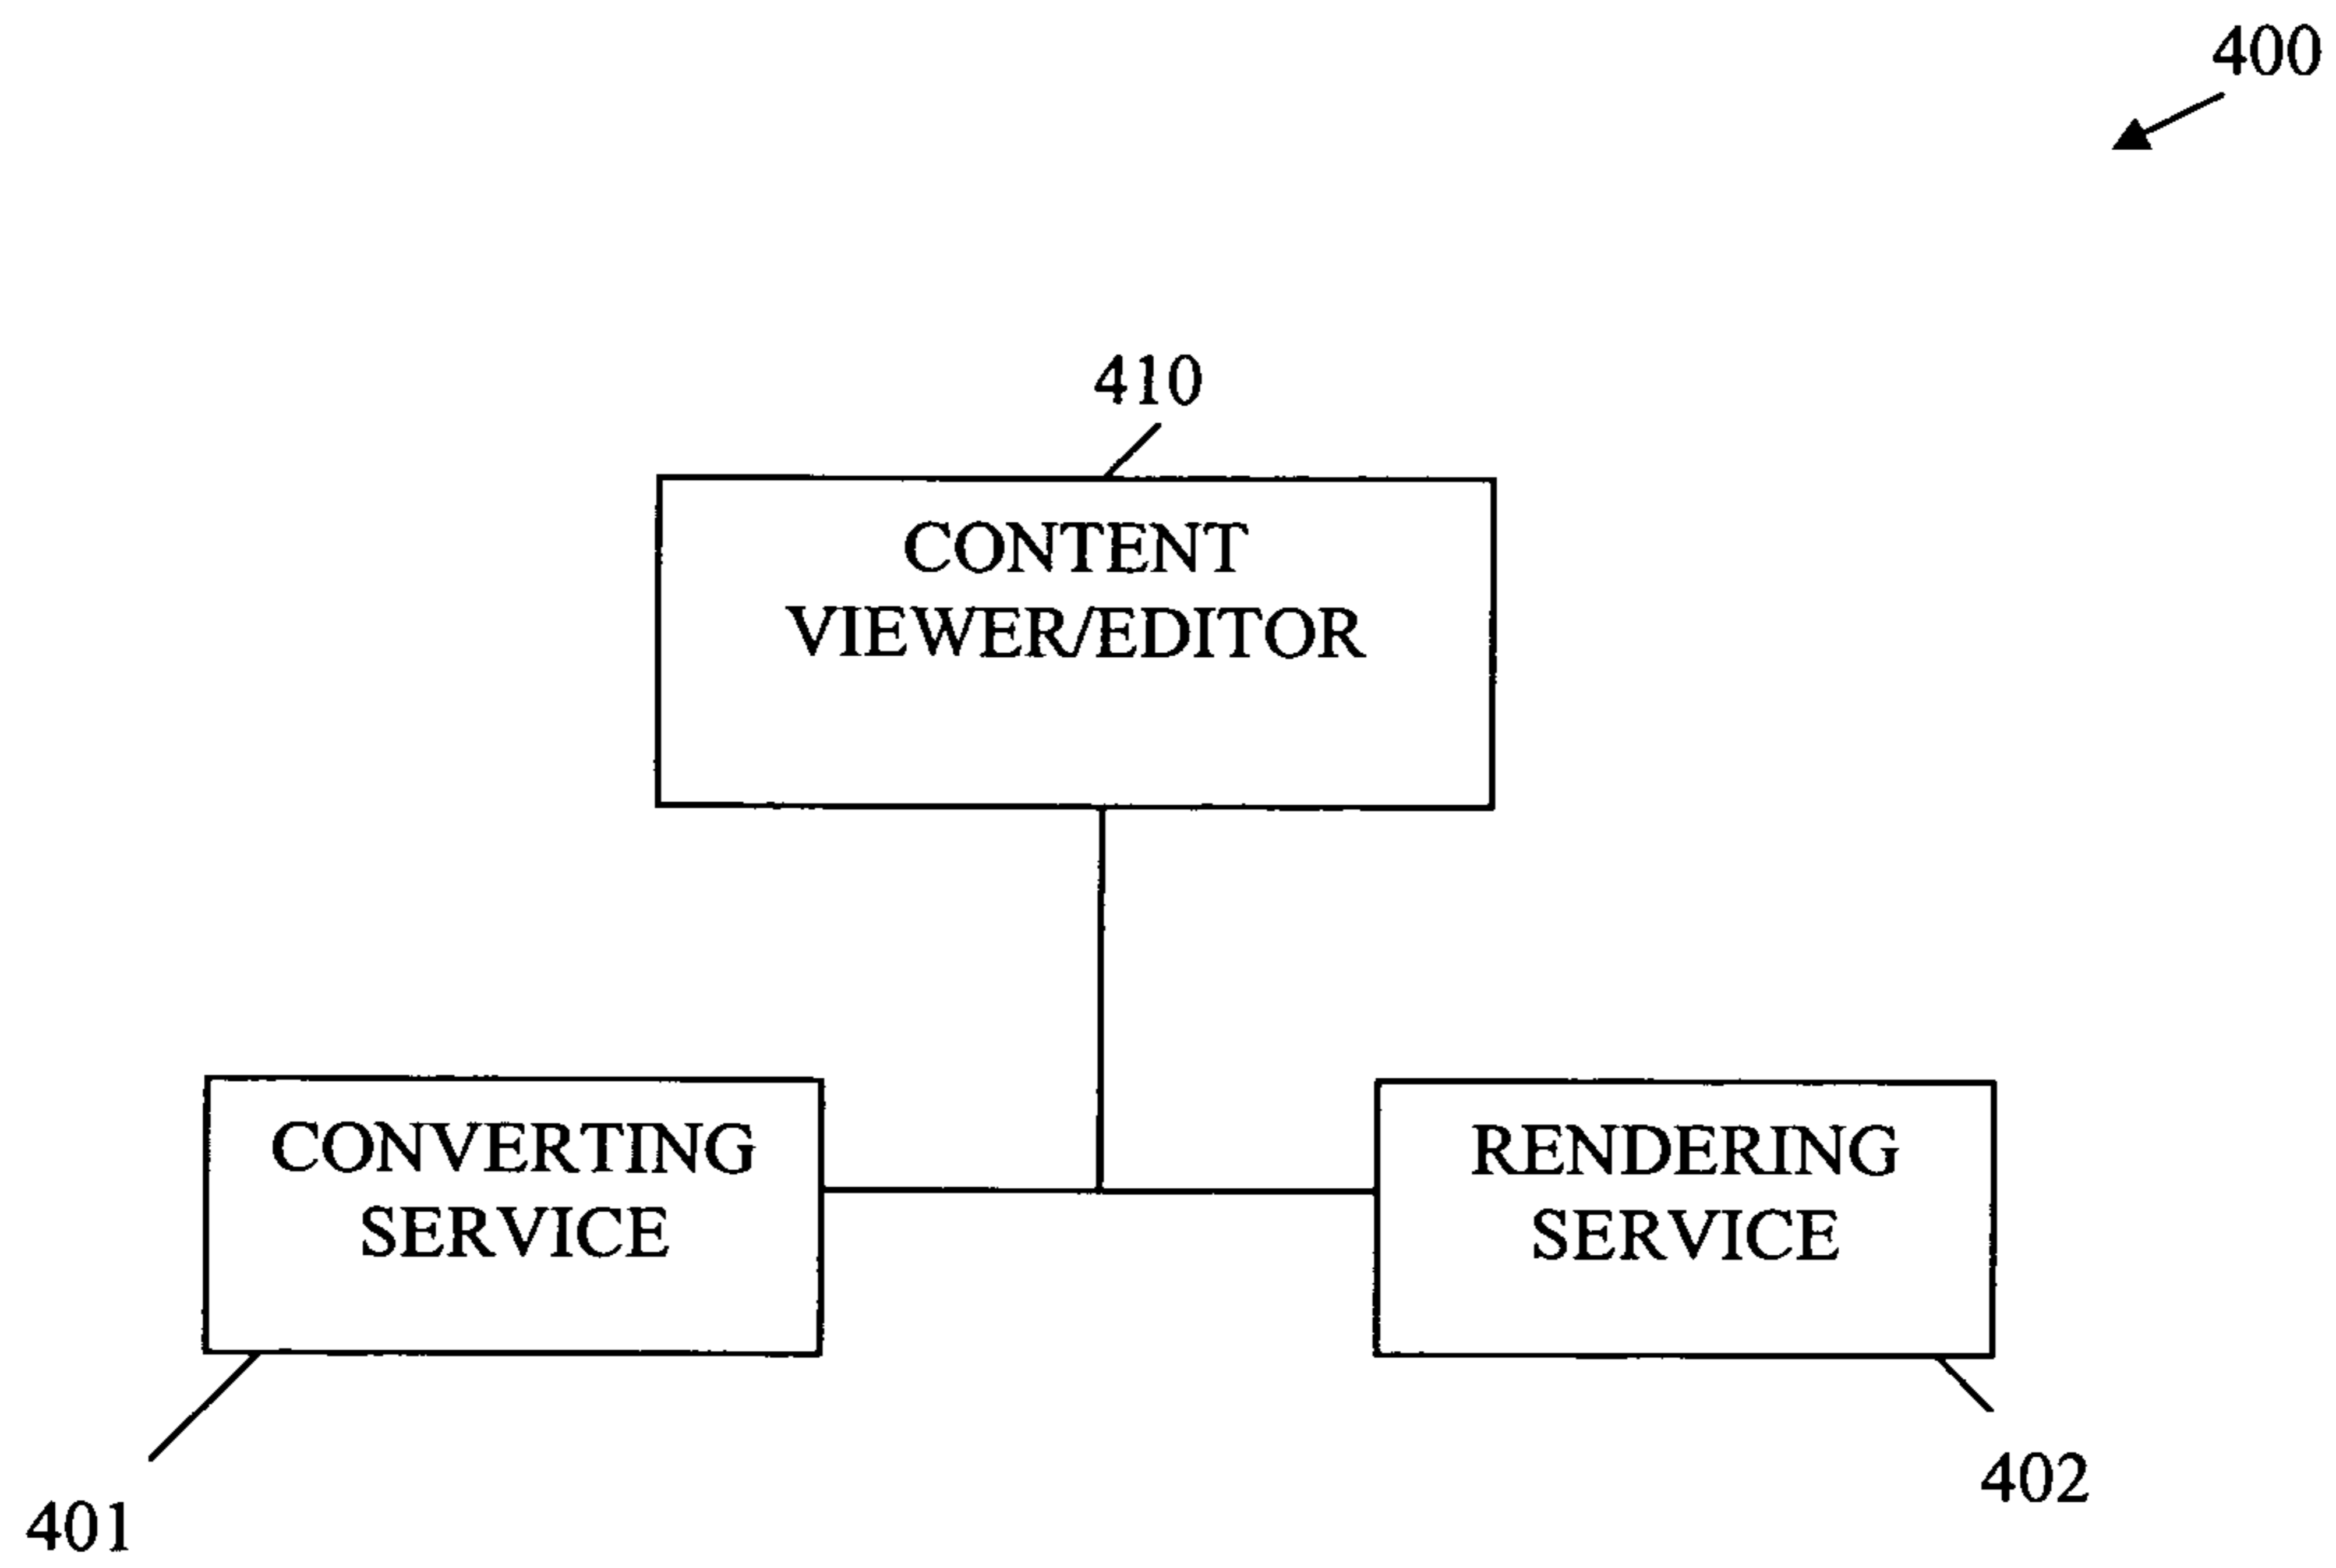 400
410
CONTENT
VIEWER/EDITOR
CONVERTING
SERVICE
RENDERING
SERVICE
401
402